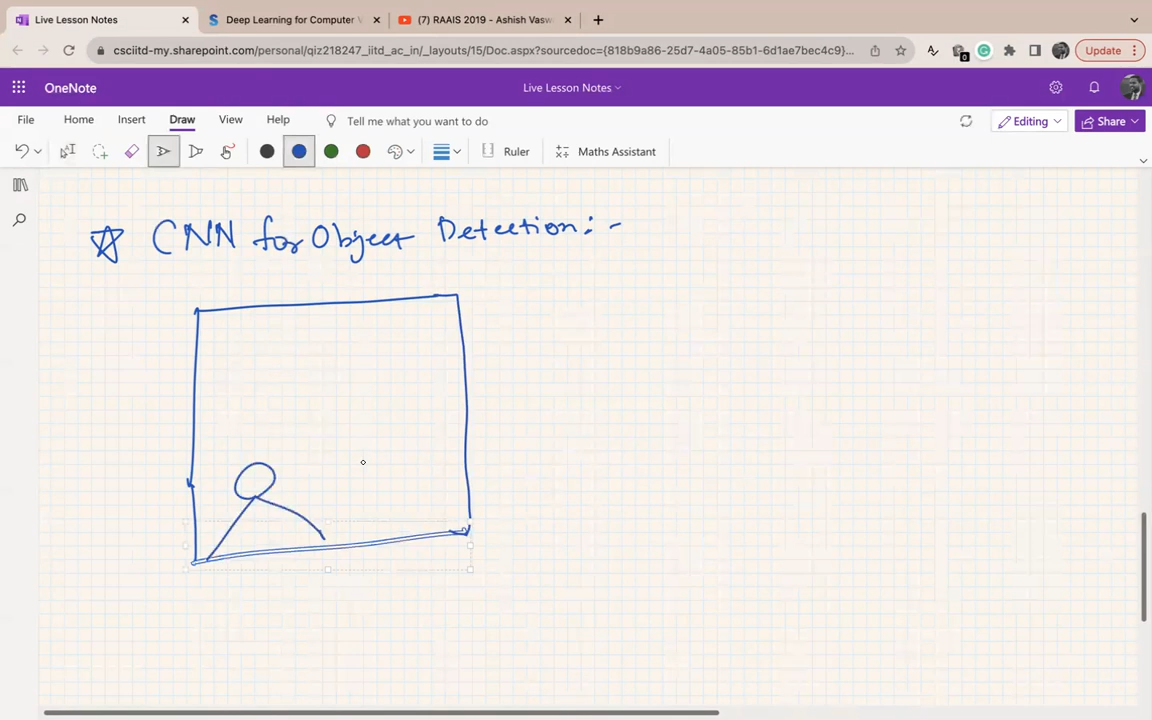 Live Lesson Notes
Deep Learning for Computer V
(7) RAAIS 2019 - Ashish Vasw
csciitd-my.sharepoint.com/personal/qiz218247_iitd_ac_in/_layouts/15/Doc.aspx?sourcedoc={818b9a86-25d7-4a05-85b1-6d1ae7bec4c9}...
0
Update
OneNote
Live Lesson Notes
File Home Insert Draw View Help Tell me what you want to do
Editing
Share
Ruler
Maths Assistant
CNN for Object Detection:-